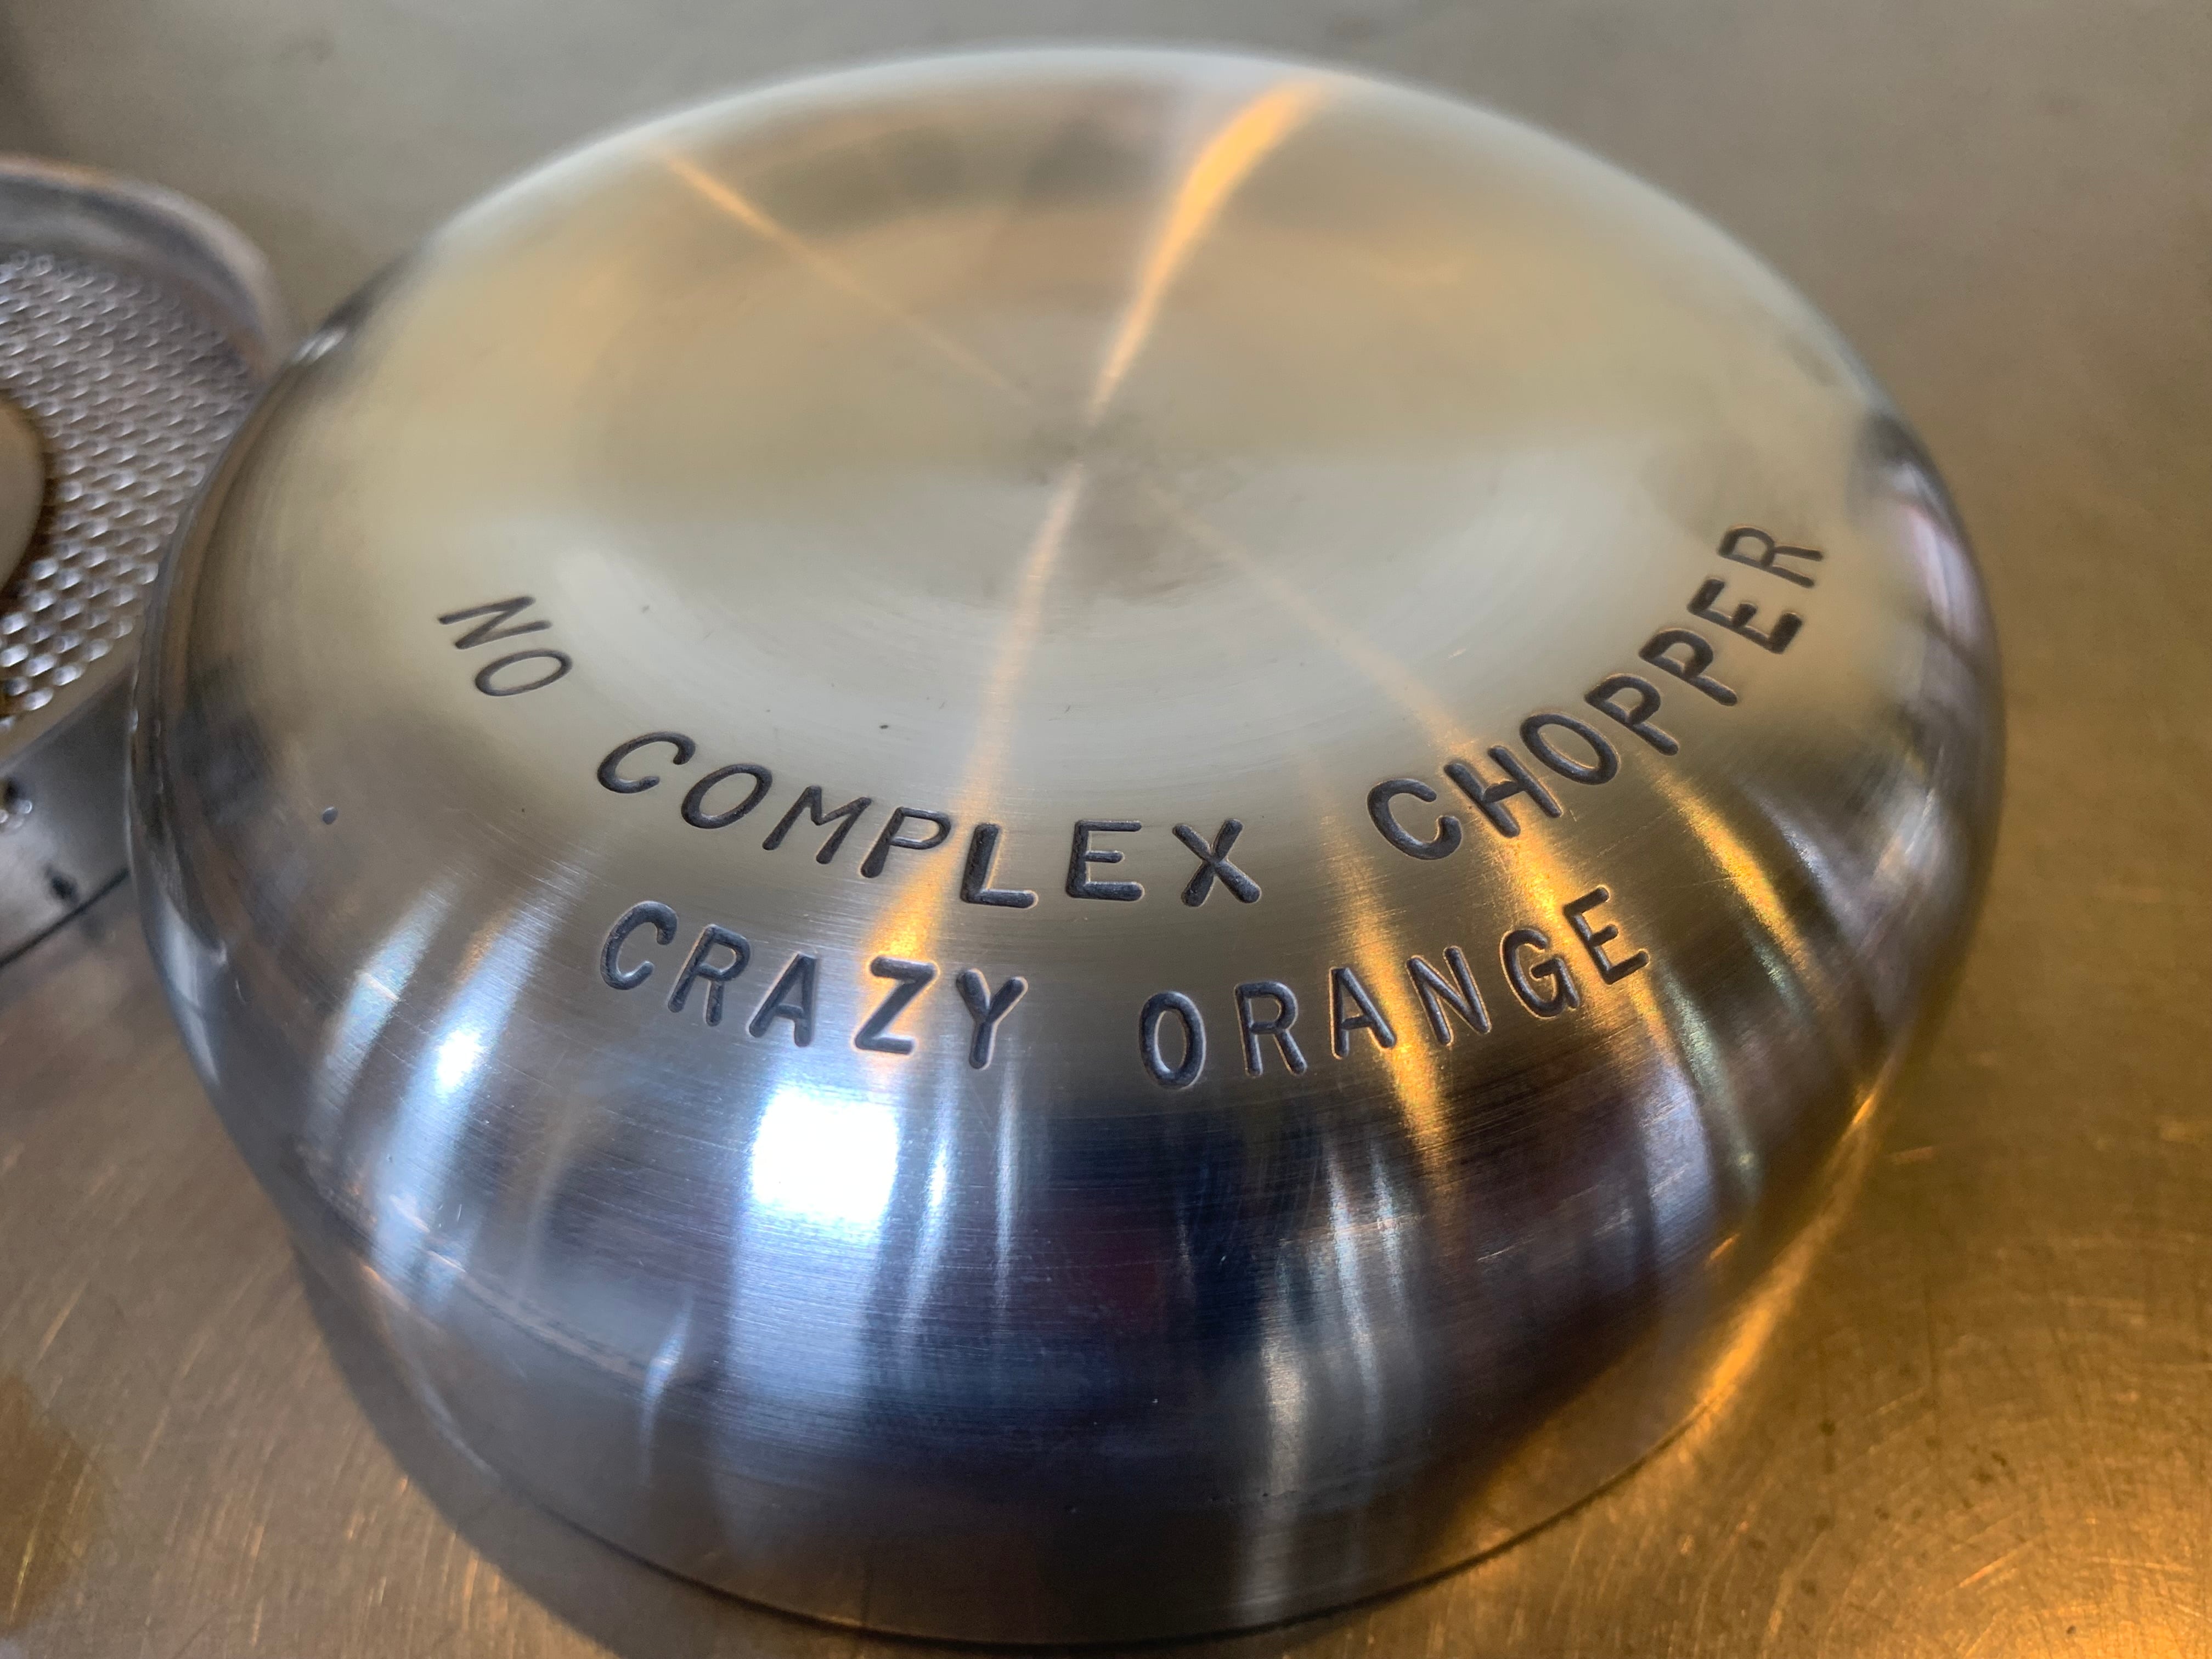 NO COMPLEX CHOPPER
CRAZY ORANGE